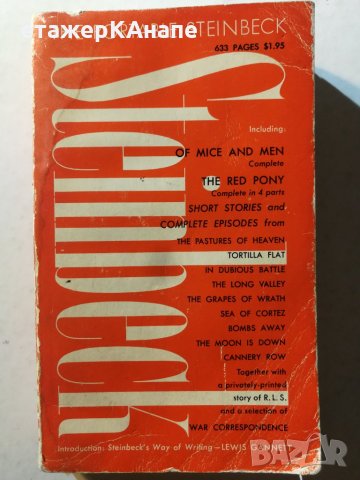 стажерКАнапе
STEINBECK
633 PAGES $1.95
Steinbeck
Including:
OF MICE AND MEN
Complete
THE RED PONY
Complete in 4 parts
SHORT STORIES and
COMPLETE EPISODES from
THE PASTURES OF HEAVEN
TORTILLA FLAT
IN DUBIOUS BATTLE
THE LONG VALLEY
THE GRAPES OF WRATH
SEA OF CORTEZ
BOMBS AWAY
THE MOON IS DOWN
CANNERY ROW
Together with
a privately-printed
story of R.L.S.
and a selection of
WAR CORRESPONDENCE
Introduction: Steinbeck's Way of Writing—LEWIS GANNETT
стажерКАнапе
BAZAR